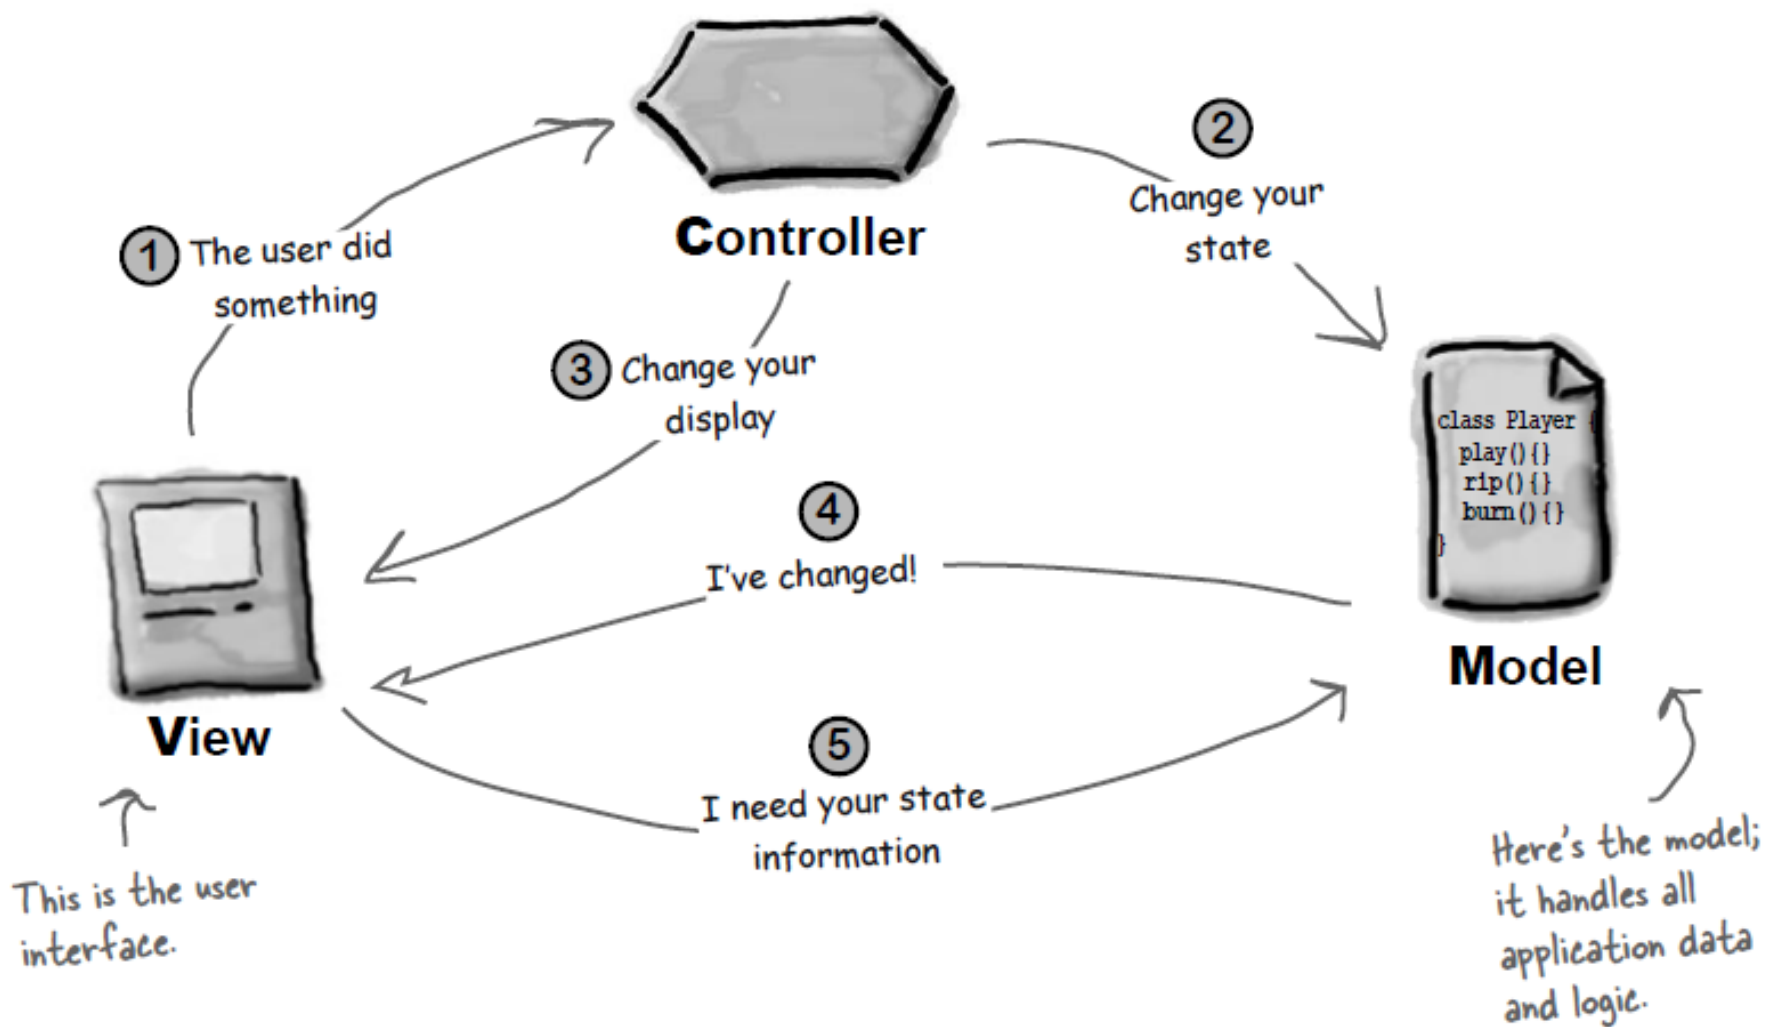 Controller
1
The user did
something
2
Change your
state
3
Change your
display
class Player {
play(){}
rip(){}
burn(){}
}
4
I've changed!
Model
View
5
I need your state
information
This is the user
interface.
Here's the model;
it handles all
application data
and logic.